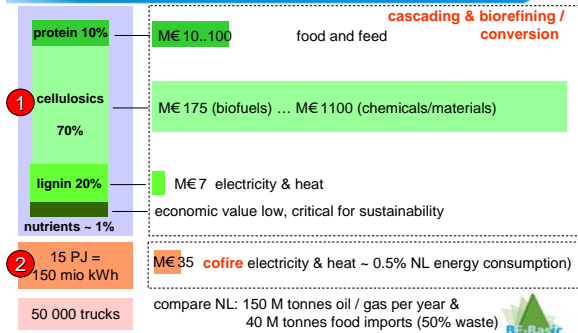 cascading & biorefining /
conversion
protein 10%
M€ 10..100
food and feed
1
cellulosics
70%
M€ 175 (biofuels) … M€ 1100 (chemicals/materials)
lignin 20%
M€ 7 electricity & heat
economic value low, critical for sustainability
nutrients ~ 1%
2
15 PJ =
150 mio kWh
M€ 35 cofire electricity & heat ~ 0.5% NL energy consumption)
50 000 trucks
compare NL: 150 M tonnes oil / gas per year &
40 M tonnes food imports (50% waste)
BE-Basic